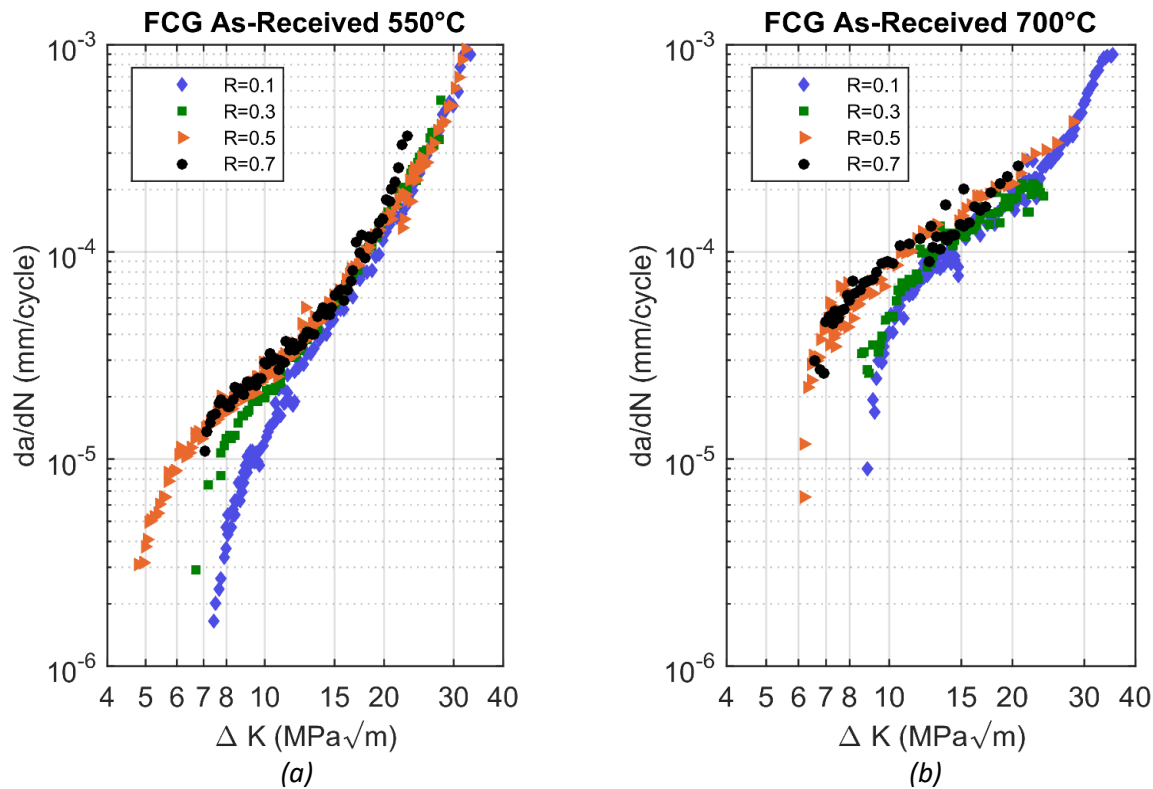 FCG As-Received 550°C
10⁻³
10⁻⁴
10⁻⁵
10⁻⁶
da/dN (mm/cycle)
R=0.1
R=0.3
R=0.5
R=0.7
4 5 6 7 8 10 15 20 30 40
Δ K (MPa√m)
(a)
FCG As-Received 700°C
10⁻³
10⁻⁴
10⁻⁵
10⁻⁶
da/dN (mm/cycle)
R=0.1
R=0.3
R=0.5
R=0.7
4 5 6 7 8 10 15 20 30 40
Δ K (MPa√m)
(b)